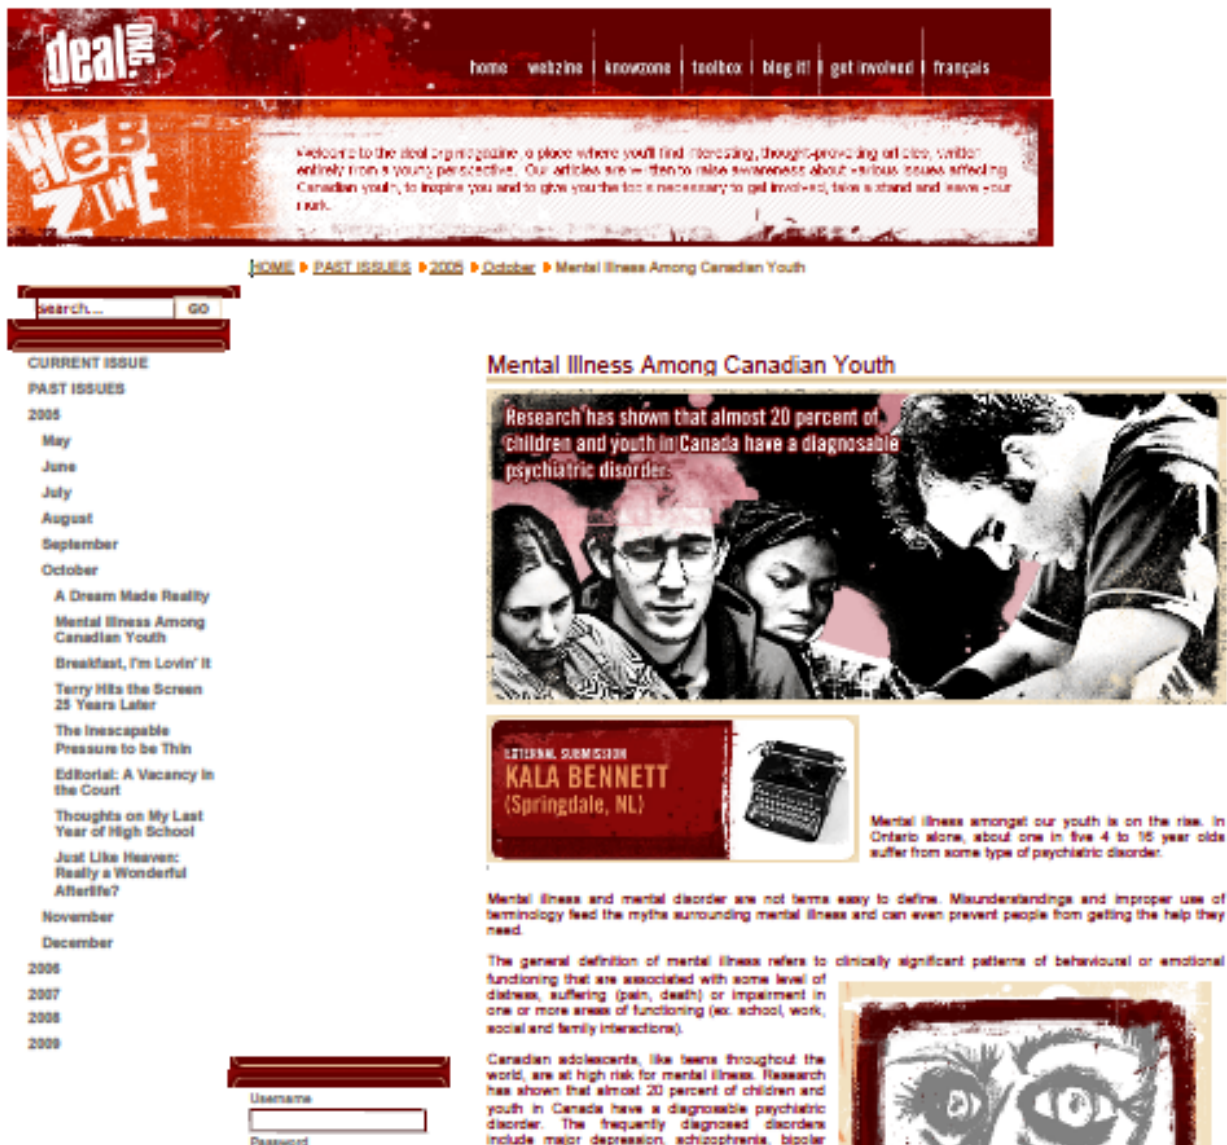 deal.org
home webzine knowzone toolbox blog it! get involved français
WEBZINE
Welcome to the deal.org magazine, a place where you'll find interesting, thought-provoking articles, written
entirely from a young perspective. Our articles are written to raise awareness about various issues affecting
Canadian youth, to inspire you and to give you the tools necessary to get involved, take a stand and leave your
mark.
HOME PAST ISSUES 2005 October Mental Illness Among Canadian Youth
search... GO
CURRENT ISSUE
PAST ISSUES
2005
May
June
July
August
September
October
A Dream Made Reality
Mental Illness Among
Canadian Youth
Breakfast, I'm Lovin' It
Terry Hits the Screen
25 Years Later
The Inescapable
Pressure to be Thin
Editorial: A Vacancy in
the Court
Thoughts on My Last
Year of High School
Just Like Heaven:
Really a Wonderful
Afterlife?
November
December
2006
2007
2008
2009
Username
Password
Mental Illness Among Canadian Youth
Research has shown that almost 20 percent of
children and youth in Canada have a diagnosable
psychiatric disorder.
EXTERNAL SUBMISSION
KALA BENNETT
(Springdale, NL)
Mental illness amongst our youth is on the rise. In
Ontario alone, about one in five 4 to 16 year olds
suffer from some type of psychiatric disorder.
Mental illness and mental disorder are not terms easy to define. Misunderstandings and improper use of
terminology feed the myths surrounding mental illness and can even prevent people from getting the help they
need.
The general definition of mental illness refers to clinically significant patterns of behavioural or emotional
functioning that are associated with some level of
distress, suffering (pain, death) or impairment in
one or more areas of functioning (ex. school, work,
social and family interactions).
Canadian adolescents, like teens throughout the
world, are at high risk for mental illness. Research
has shown that almost 20 percent of children and
youth in Canada have a diagnosable psychiatric
disorder. The frequently diagnosed disorders
include major depression, schizophrenia, bipolar